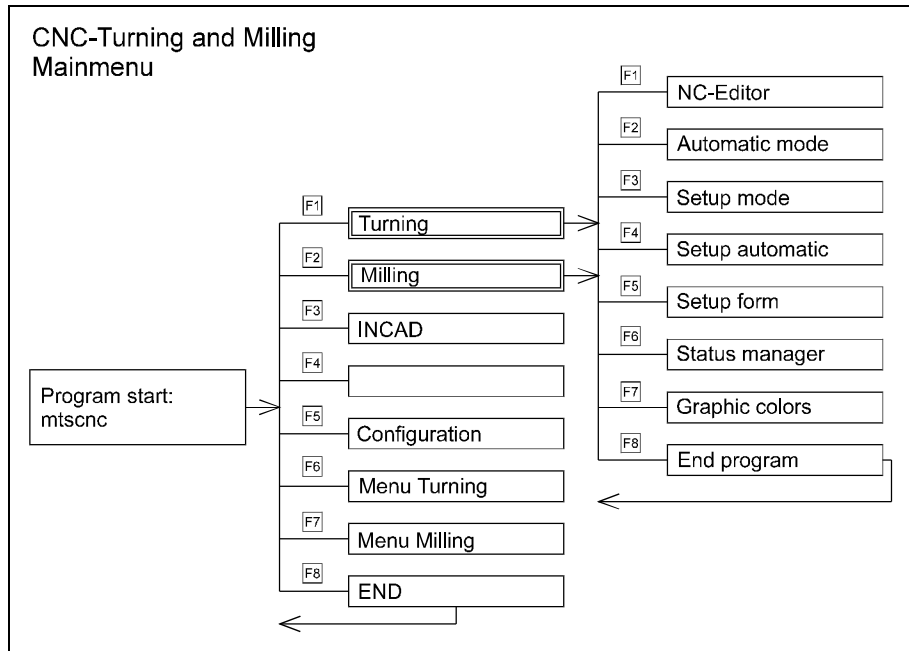 CNC-Turning and Milling
Mainmenu
Program start:
mtscnc
F1
Turning
F2
Milling
F3
INCAD
F4
F5
Configuration
F6
Menu Turning
F7
Menu Milling
F8
END
F1
NC-Editor
F2
Automatic mode
F3
Setup mode
F4
Setup automatic
F5
Setup form
F6
Status manager
F7
Graphic colors
F8
End program